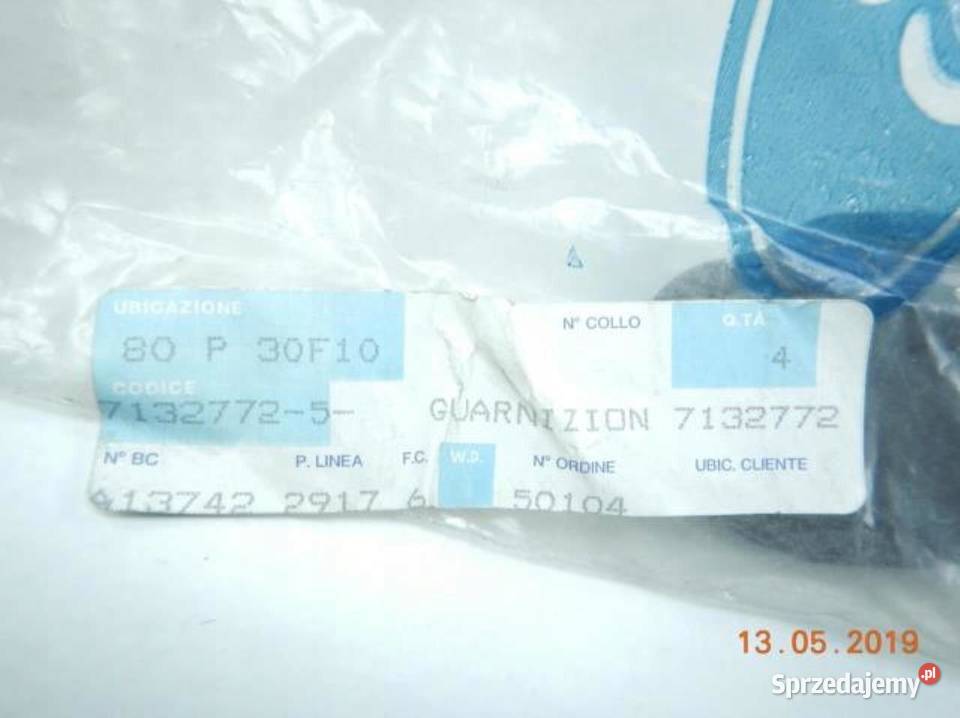 UBICAZIONE
N° COLLO
Q.TÀ
80 P 30F10
4
CODICE
7132772-5-
GUARNIZION 7132772
N° BC
P. LINEA
F.C.
W.D.
N° ORDINE
UBIC. CLIENTE
413742 2917 6
50104
13.05.2019
Sprzedajemy.pl